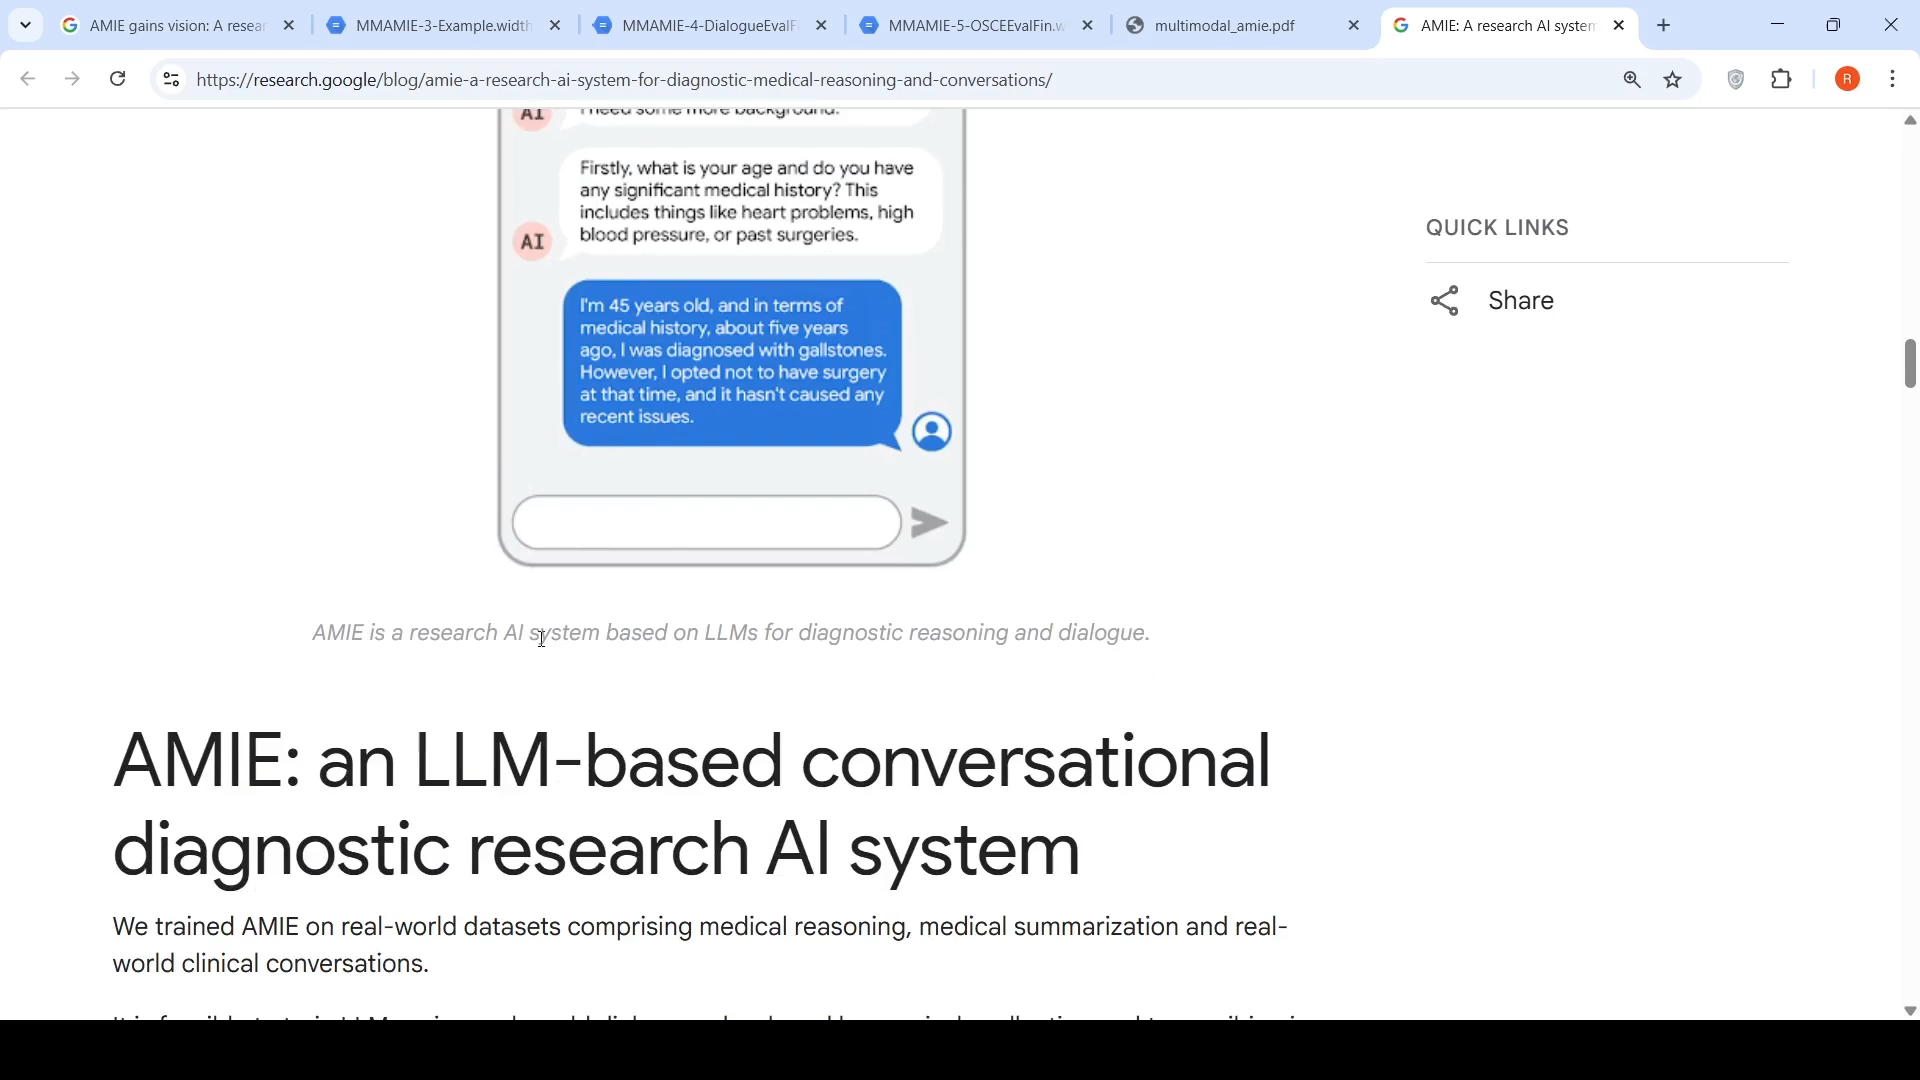 AMIE gains vision: A resear
MMAMIE-3-Example.width
MMAMIE-4-DialogueEvalF
MMAMIE-5-OSCEEvalFin.w
multimodal_amie.pdf
AMIE: A research AI system
https://research.google/blog/amie-a-research-ai-system-for-diagnostic-medical-reasoning-and-conversations/
R
AI
I need some more background.
Firstly, what is your age and do you have
any significant medical history? This
includes things like heart problems, high
blood pressure, or past surgeries.
AI
I'm 45 years old, and in terms of
medical history, about five years
ago, I was diagnosed with gallstones.
However, I opted not to have surgery
at that time, and it hasn't caused any
recent issues.
QUICK LINKS
Share
AMIE is a research AI system based on LLMs for diagnostic reasoning and dialogue.
AMIE: an LLM-based conversational
diagnostic research AI system
We trained AMIE on real-world datasets comprising medical reasoning, medical summarization and real-
world clinical conversations.